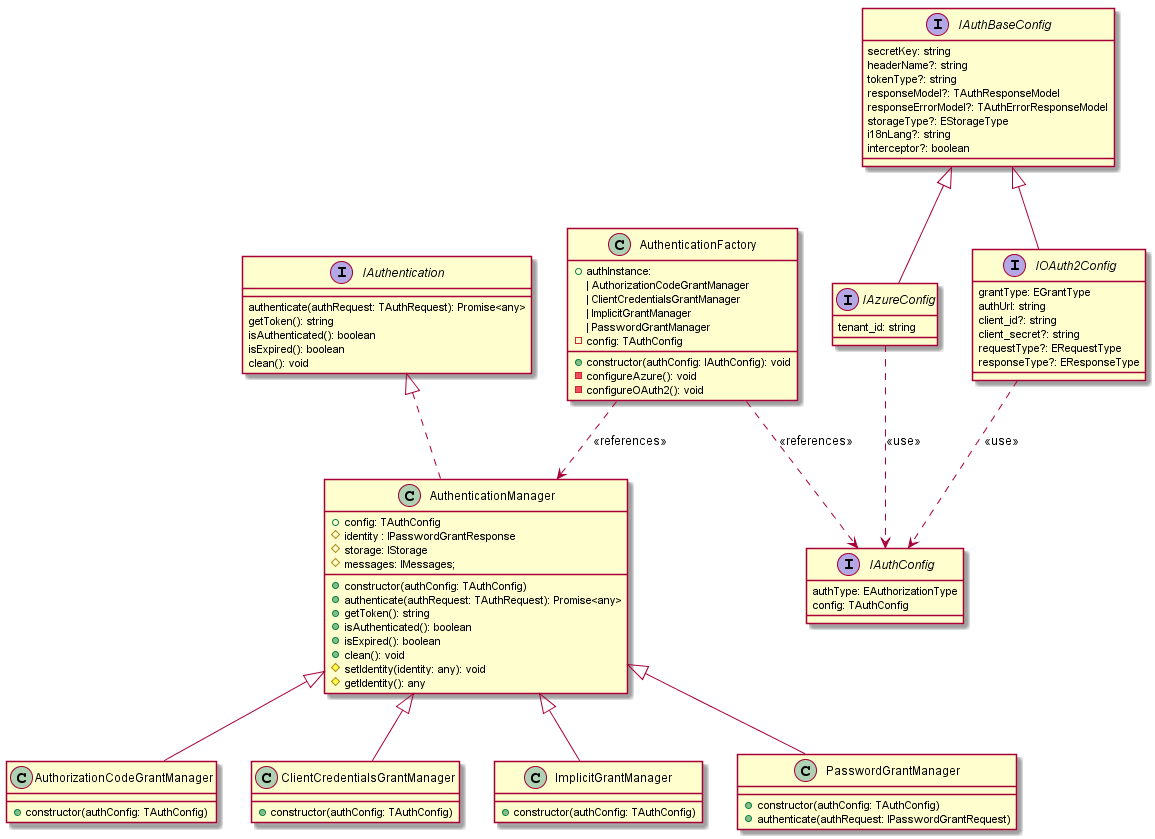 I IAuthBaseConfig
secretKey: string
headerName?: string
tokenType?: string
responseModel?: TAuthResponseModel
responseErrorModel?: TAuthErrorResponseModel
storageType?: EStorageType
i18nLang?: string
interceptor?: boolean
I IAuthentication
authenticate(authRequest: TAuthRequest): Promise<any>
getToken(): string
isAuthenticated(): boolean
isExpired(): boolean
clean(): void
C AuthenticationFactory
authInstance:
| AuthorizationCodeGrantManager
| ClientCredentialsGrantManager
| ImplicitGrantManager
| PasswordGrantManager
config: TAuthConfig
constructor(authConfig: IAuthConfig): void
configureAzure(): void
configureOAuth2(): void
I IAzureConfig
tenant_id: string
I IOAuth2Config
grantType: EGrantType
authUrl: string
client_id?: string
client_secret?: string
requestType?: ERequestType
responseType?: EResponseType
«references»
«references»
«use»
«use»
C AuthenticationManager
config: TAuthConfig
identity : IPasswordGrantResponse
storage: IStorage
messages: IMessages;
constructor(authConfig: TAuthConfig)
authenticate(authRequest: TAuthRequest): Promise<any>
getToken(): string
isAuthenticated(): boolean
isExpired(): boolean
clean(): void
setIdentity(identity: any): void
getIdentity(): any
I IAuthConfig
authType: EAuthorizationType
config: TAuthConfig
C AuthorizationCodeGrantManager
constructor(authConfig: TAuthConfig)
C ClientCredentialsGrantManager
constructor(authConfig: TAuthConfig)
C ImplicitGrantManager
constructor(authConfig: TAuthConfig)
C PasswordGrantManager
constructor(authConfig: TAuthConfig)
authenticate(authRequest: IPasswordGrantRequest)